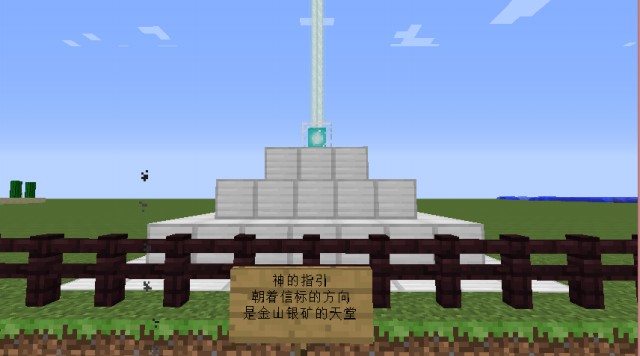 神的指引
朝着信标的方向
是金山银矿的天堂